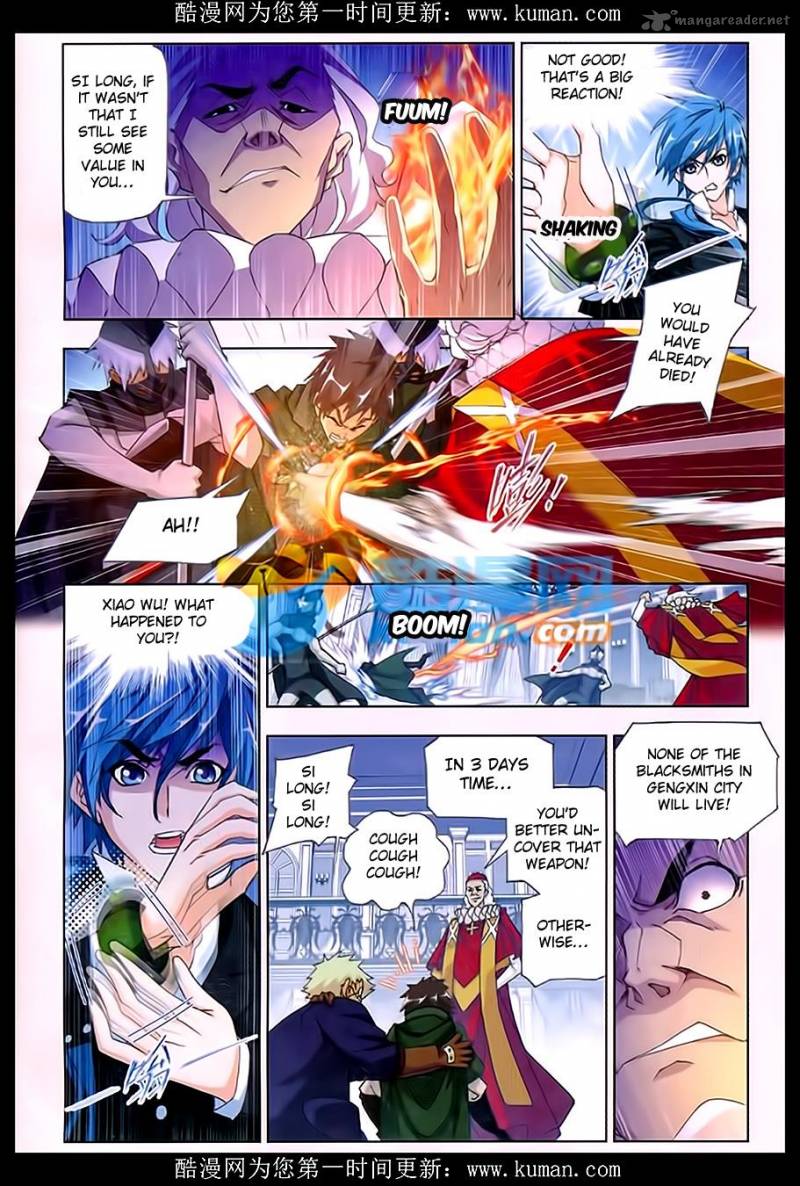 酷漫网为您第一时间更新：www.kuman.com
mangareader.net
SI LONG, IF
IT WASN'T
THAT I
STILL SEE
SOME
VALUE IN
YOU...
FUUM!
NOT GOOD!
THAT'S A BIG
REACTION!
SHAKING
YOU
WOULD
HAVE
ALREADY
DIED!
AH!!
XIAO WU! WHAT
HAPPENED TO
YOU?!
BOOM!
SI
LONG!
SI
LONG!
COUGH
COUGH
COUGH!
IN 3 DAYS
TIME...
YOU'D
BETTER UN-
COVER THAT
WEAPON!
OTHER-
WISE...
NONE OF THE
BLACKSMITHS IN
GENGXIN CITY
WILL LIVE!
酷漫网为您第一时间更新：www.kuman.com